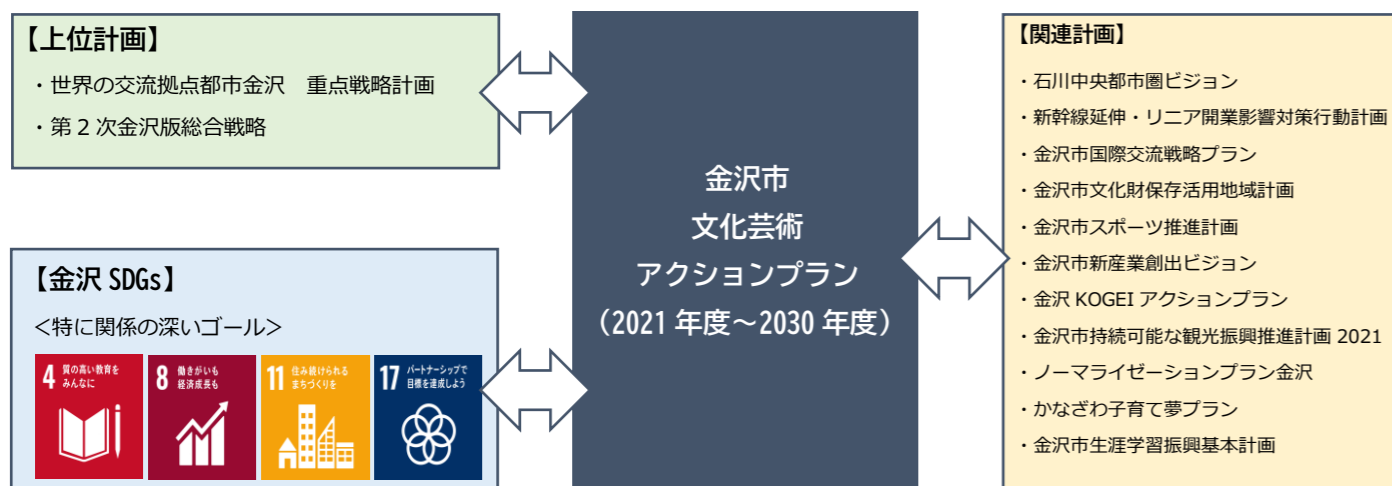 【上位計画】
・世界の交流拠点都市金沢　重点戦略計画
・第2次金沢版総合戦略
【金沢 SDGs】
＜特に関係の深いゴール＞
4 質の高い教育を
みんなに
8 働きがいも
経済成長も
11 住み続けられる
まちづくりを
17 パートナーシップで
目標を達成しよう
金沢市
文化芸術
アクションプラン
（2021 年度～2030 年度）
【関連計画】
・石川中央都市圏ビジョン
・新幹線延伸・リニア開業影響対策行動計画
・金沢市国際交流戦略プラン
・金沢市文化財保存活用地域計画
・金沢市スポーツ推進計画
・金沢市新産業創出ビジョン
・金沢 KOGEI アクションプラン
・金沢市持続可能な観光振興推進計画 2021
・ノーマライゼーションプラン金沢
・かなざわ子育て夢プラン
・金沢市生涯学習振興基本計画